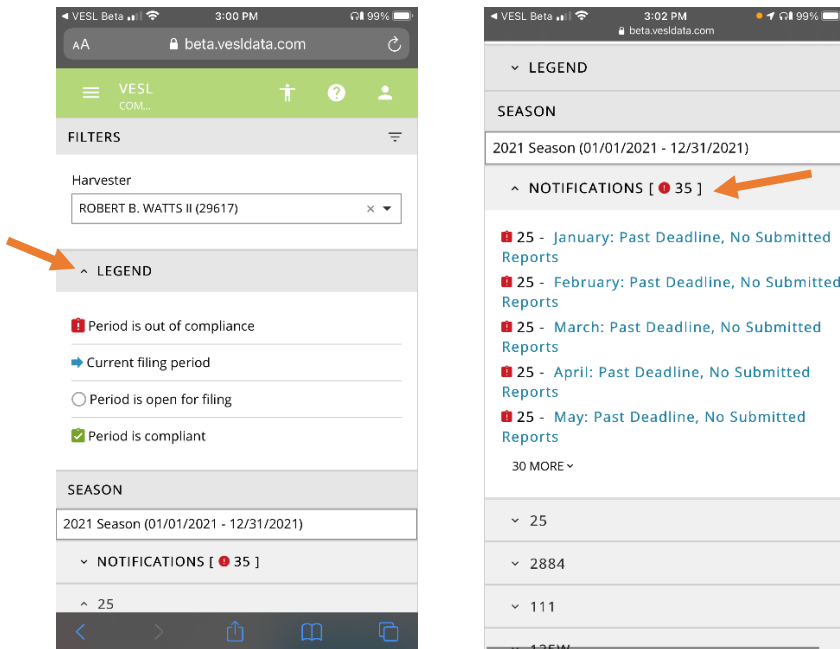 VESL Beta 3:00 PM 99%
AA beta.vesldata.com
VESL
COM...
?
FILTERS
Harvester
ROBERT B. WATTS II (29617) ×
LEGEND
Period is out of compliance
Current filing period
Period is open for filing
Period is compliant
SEASON
2021 Season (01/01/2021 - 12/31/2021)
NOTIFICATIONS [ 35 ]
25
VESL Beta 3:02 PM 99%
beta.vesldata.com
LEGEND
SEASON
2021 Season (01/01/2021 - 12/31/2021)
NOTIFICATIONS [ 35 ]
25 - January: Past Deadline, No Submitted
Reports
25 - February: Past Deadline, No Submitted
Reports
25 - March: Past Deadline, No Submitted
Reports
25 - April: Past Deadline, No Submitted
Reports
25 - May: Past Deadline, No Submitted
Reports
30 MORE
25
2884
111